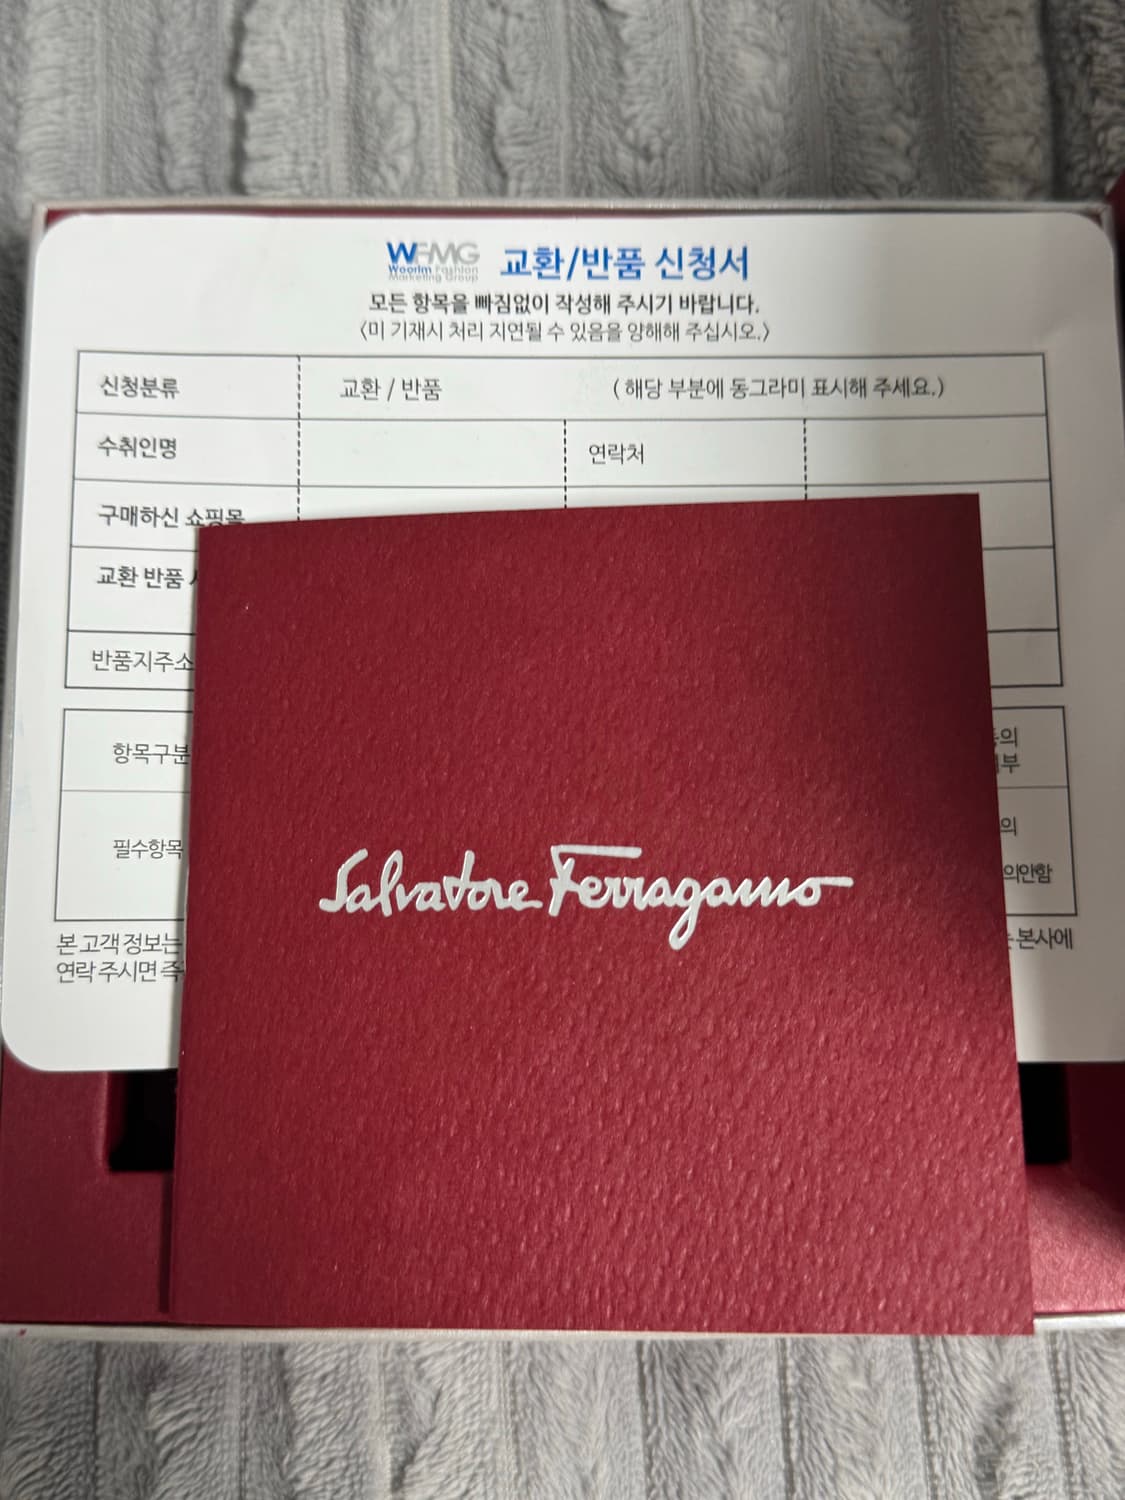 WFMG
Woorim Fashion
Marketing Group
교환/반품 신청서
모든 항목을 빠짐없이 작성해 주시기 바랍니다.
<미 기재시 처리 지연될 수 있음을 양해해 주십시오.>
신청분류 교환 / 반품 ( 해당 부분에 동그라미 표시해 주세요.)
수취인명 연락처
구매하신 쇼핑몰
교환 반품
반품지주소
항목구분 의
부
필수항목 의
의안함
본 고객 정보는 본사에
연락 주시면 즉
Salvatore Ferragamo